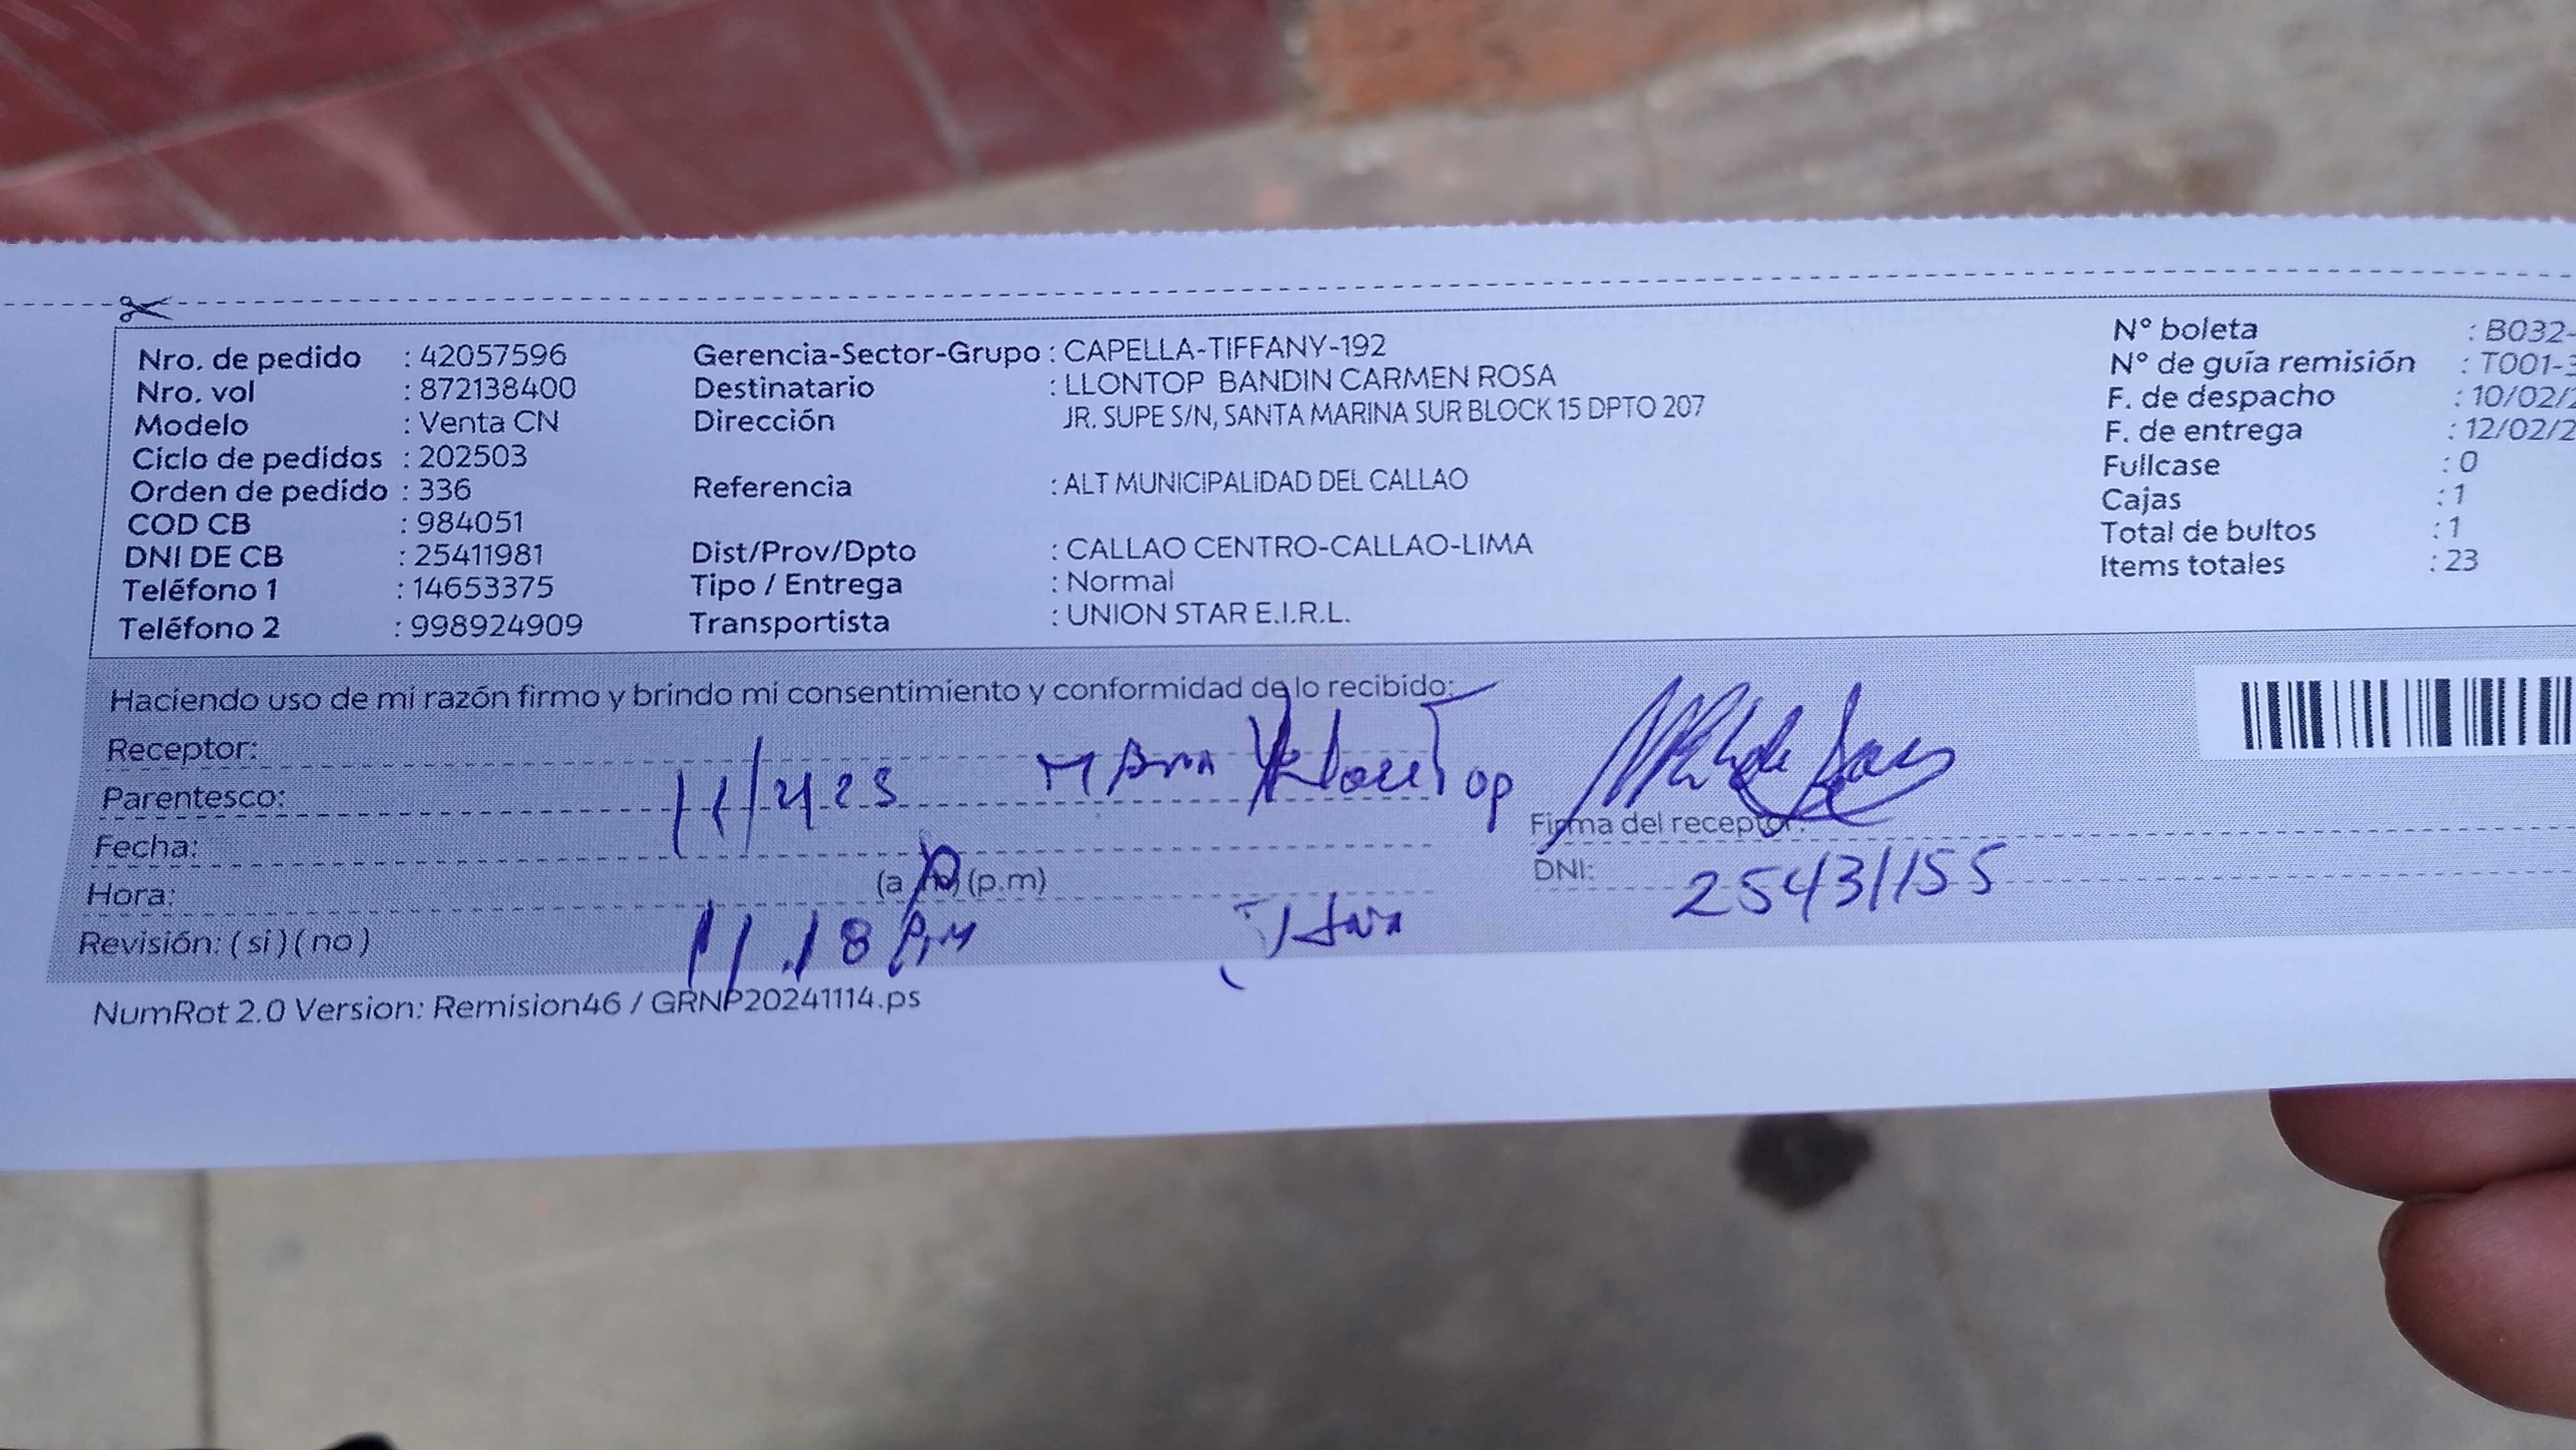 Nro. de pedido : 42057596 Gerencia-Sector-Grupo : CAPELLA-TIFFANY-192 N° boleta : B032-
Nro. vol : 872138400 Destinatario : LLONTOP BANDIN CARMEN ROSA N° de guía remisión : T001-3
Modelo : Venta CN Dirección JR. SUPE S/N, SANTA MARINA SUR BLOCK 15 DPTO 207 F. de despacho : 10/02/2
Ciclo de pedidos : 202503 F. de entrega : 12/02/2
Orden de pedido : 336 Referencia : ALT MUNICIPALIDAD DEL CALLAO Fullcase : 0
COD CB : 984051 Cajas : 1
DNI DE CB : 25411981 Dist/Prov/Dpto : CALLAO CENTRO-CALLAO-LIMA Total de bultos : 1
Teléfono 1 : 14653375 Tipo / Entrega : Normal Items totales : 23
Teléfono 2 : 998924909 Transportista : UNION STAR E.I.R.L.
Haciendo uso de mi razón firmo y brindo mi consentimiento y conformidad de lo recibido:
Receptor:
Parentesco:
Firma del receptor:
Fecha:
DNI: 25431155
Hora: (a (p.m)
Revisión: ( si ) ( no ) 11.18 PM
NumRot 2.0 Version: Remision46 / GRNP20241114.ps